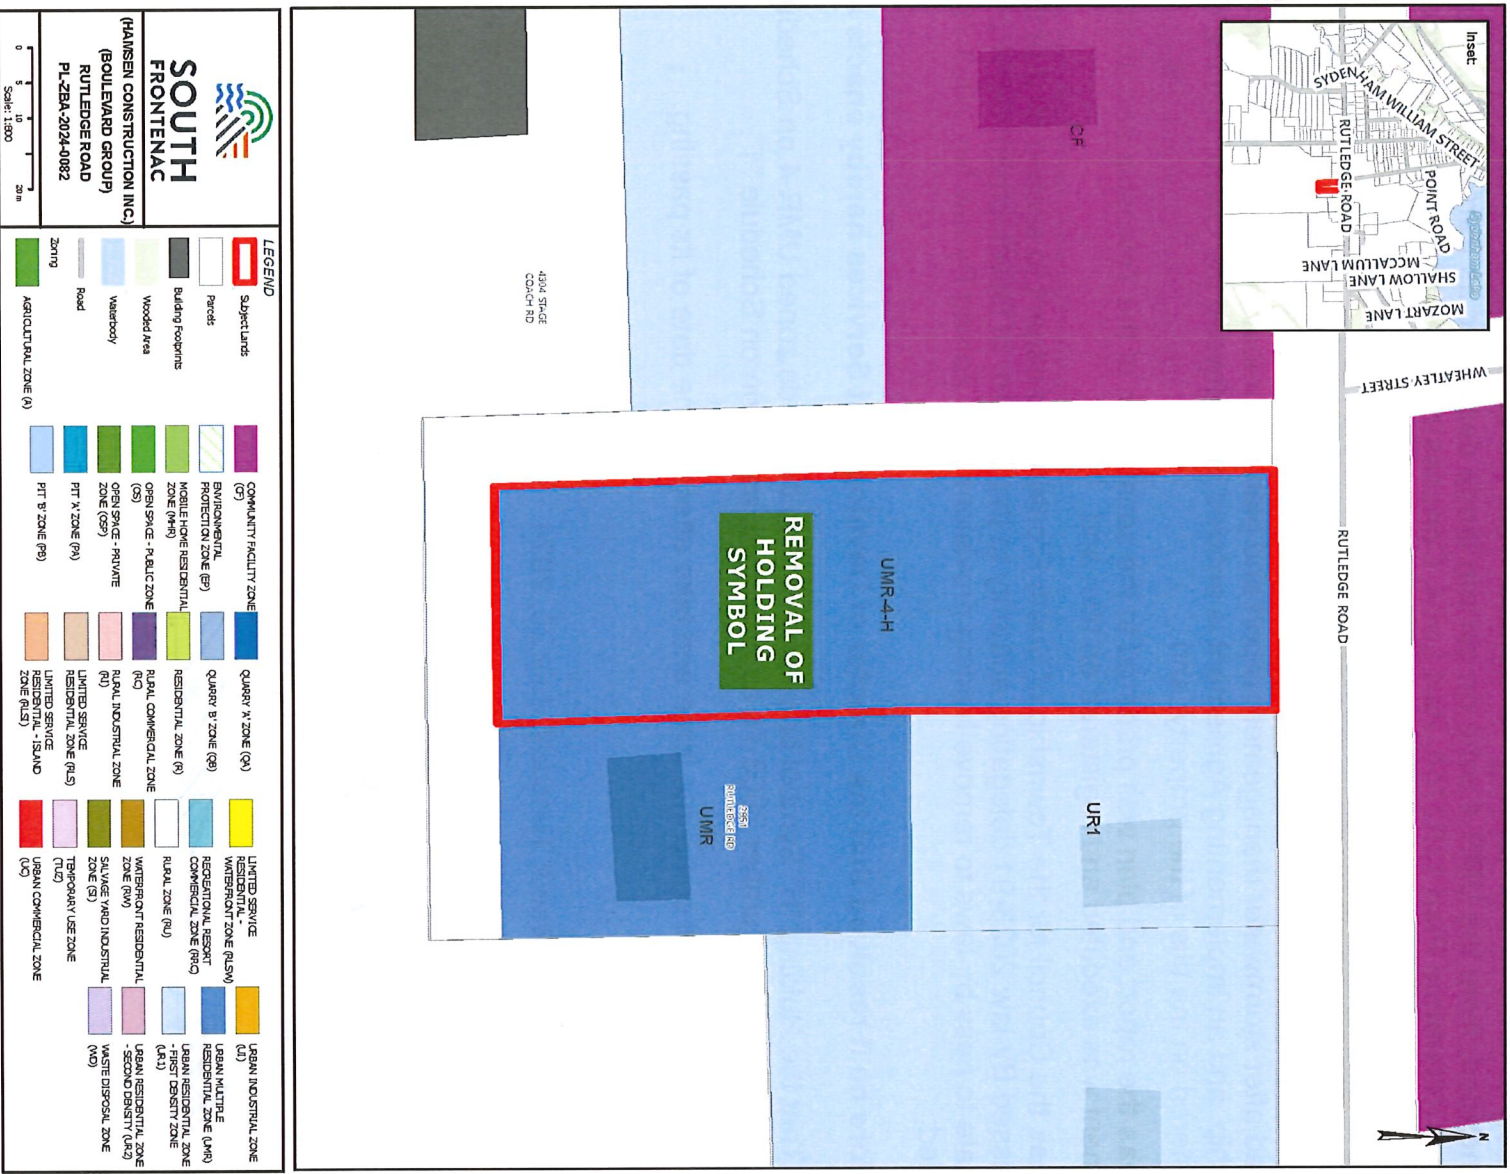 Inset
Sydenham Lake
SYDENHAM WILLIAM STREET
RUTLEDGE ROAD
POINT ROAD
MCCALLUM LANE
SHALLOW LANE
MOZART LANE
WHEATLEY STREET
RUTLEDGE ROAD
N
CF
UMR-4-H
REMOVAL OF
HOLDING
SYMBOL
UR1
2951
RUTLEDGE RD
UMR
4304 STAGE
COACH RD
SOUTH
FRONTENAC
(HAMSEN CONSTRUCTION INC.)
(BOULEVARD GROUP)
RUTLEDGE ROAD
PL-ZBA-2024-0082
0 5 10 20 m
Scale: 1:800
LEGEND
Subject Lands
Parcels
Building Footprints
Wooded Area
Waterbody
Road
Zoning
AGRICULTURAL ZONE (A)
COMMUNITY FACILITY ZONE
(CF)
ENVIRONMENTAL
PROTECTION ZONE (EP)
MOBILE HOME RESIDENTIAL
ZONE (MHR)
OPEN SPACE - PUBLIC ZONE
(OS)
OPEN SPACE - PRIVATE
ZONE (OSP)
PIT 'A' ZONE (PA)
PIT 'B' ZONE (PB)
QUARRY 'A' ZONE (QA)
QUARRY 'B' ZONE (QB)
RESIDENTIAL ZONE (R)
RURAL COMMERCIAL ZONE
(RC)
RURAL INDUSTRIAL ZONE
(RI)
LIMITED SERVICE
RESIDENTIAL ZONE (RLS)
LIMITED SERVICE
RESIDENTIAL - ISLAND
ZONE (RLSI)
LIMITED SERVICE
RESIDENTIAL -
WATERFRONT ZONE (RLSW)
RECREATIONAL RESORT
COMMERCIAL ZONE (RRC)
RURAL ZONE (RU)
WATERFRONT RESIDENTIAL
ZONE (RW)
SALVAGE YARD INDUSTRIAL
ZONE (SI)
TEMPORARY USE ZONE
(TUZ)
URBAN COMMERCIAL ZONE
(UC)
URBAN INDUSTRIAL ZONE
(UI)
URBAN MULTIPLE
RESIDENTIAL ZONE (UMR)
URBAN RESIDENTIAL ZONE
- FIRST DENSITY ZONE
(UR1)
URBAN RESIDENTIAL ZONE
- SECOND DENSITY (UR2)
WASTE DISPOSAL ZONE
(WD)